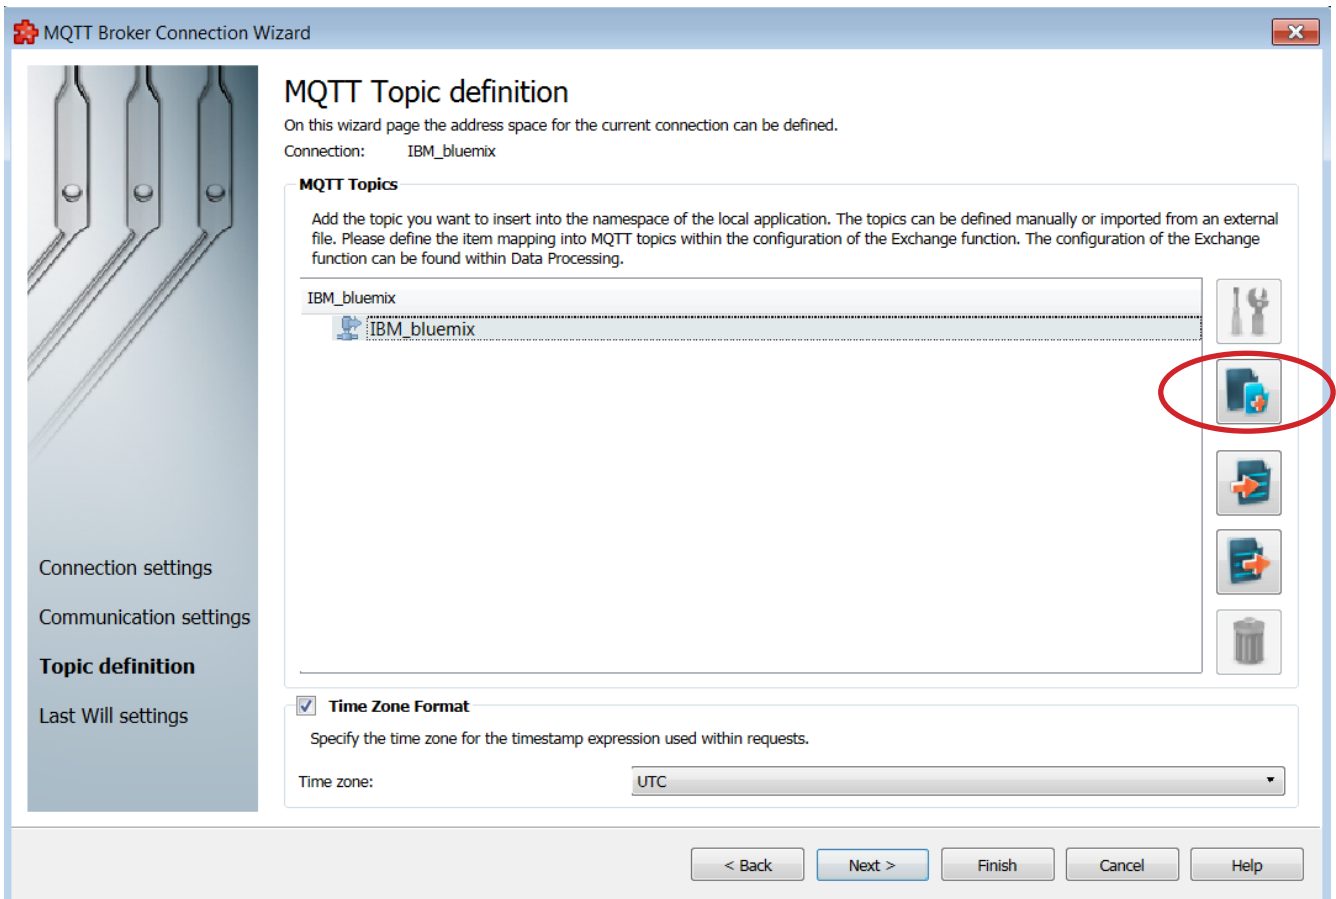 MQTT Broker Connection Wizard
MQTT Topic definition
On this wizard page the address space for the current connection can be defined.
Connection: IBM_bluemix
MQTT Topics
Add the topic you want to insert into the namespace of the local application. The topics can be defined manually or imported from an external
file. Please define the item mapping into MQTT topics within the configuration of the Exchange function. The configuration of the Exchange
function can be found within Data Processing.
IBM_bluemix
IBM_bluemix
Connection settings
Communication settings
Topic definition
Last Will settings
Time Zone Format
Specify the time zone for the timestamp expression used within requests.
Time zone: UTC
< Back Next > Finish Cancel Help